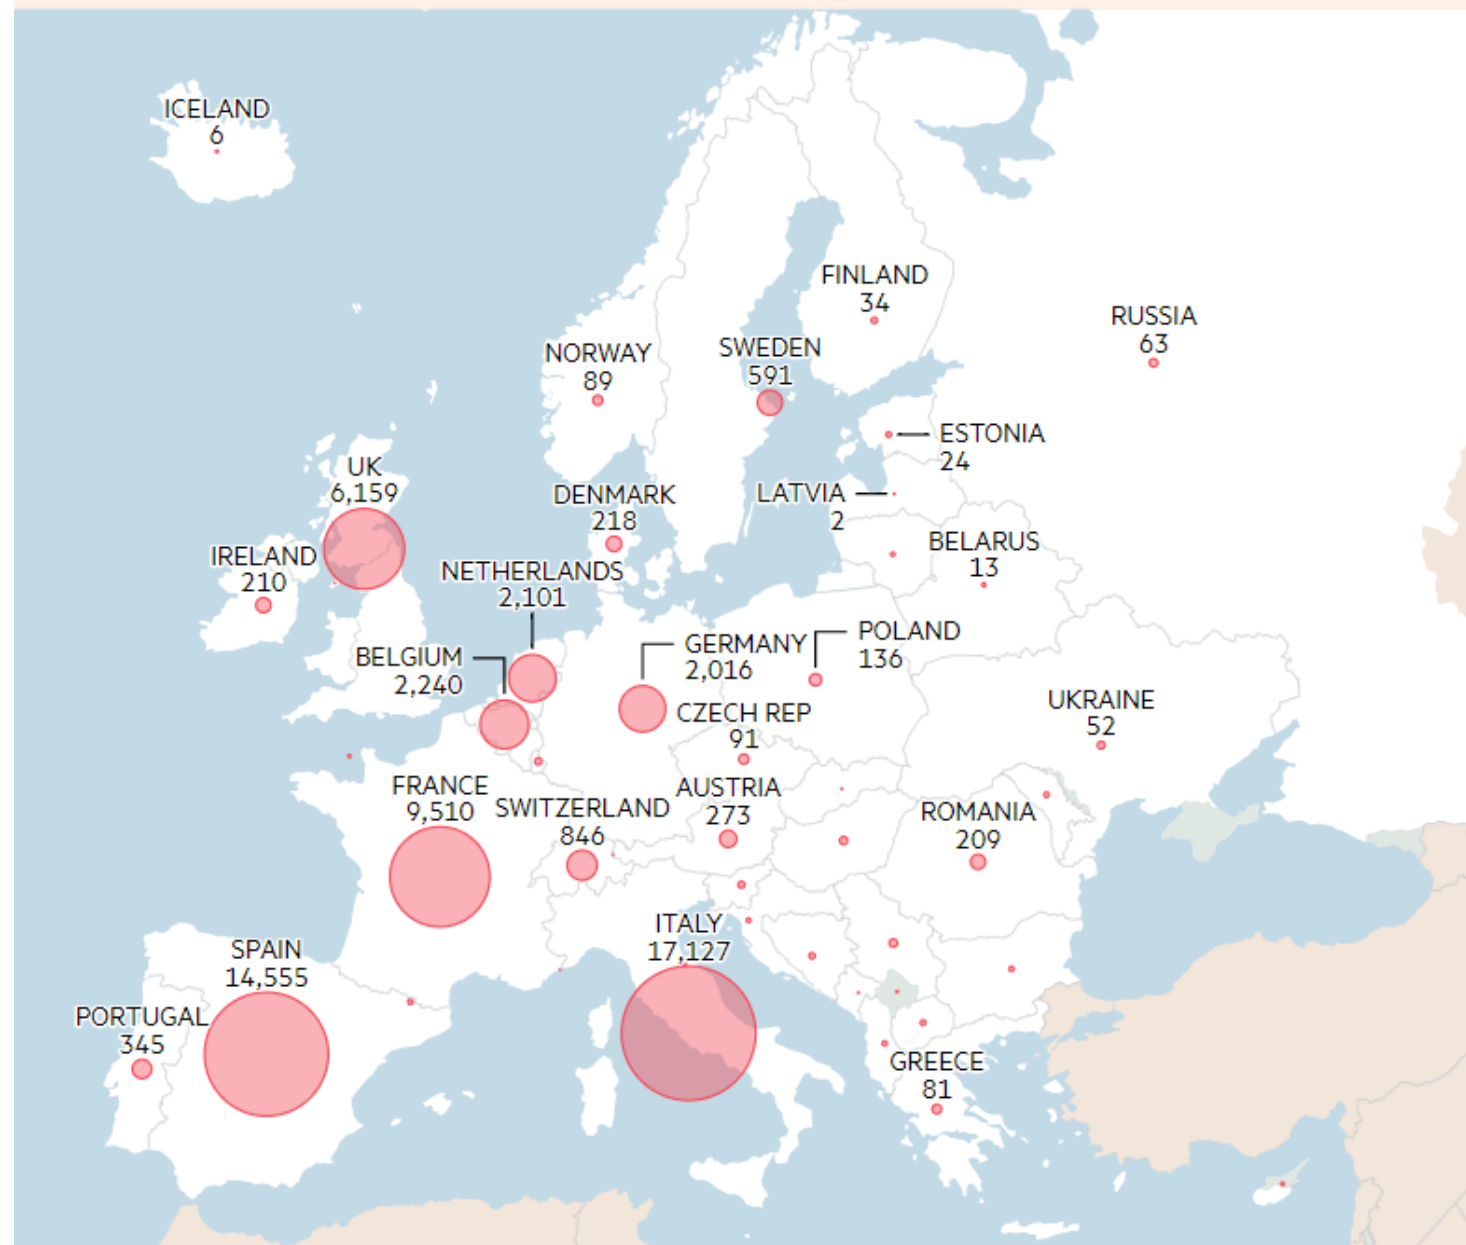 ICELAND
6
FINLAND
34
RUSSIA
63
NORWAY
89
SWEDEN
591
ESTONIA
24
UK
6,159
DENMARK
218
LATVIA
2
IRELAND
210
BELARUS
13
NETHERLANDS
2,101
BELGIUM
2,240
GERMANY
2,016
POLAND
136
CZECH REP
91
UKRAINE
52
FRANCE
9,510
SWITZERLAND
846
AUSTRIA
273
ROMANIA
209
ITALY
17,127
SPAIN
14,555
PORTUGAL
345
GREECE
81